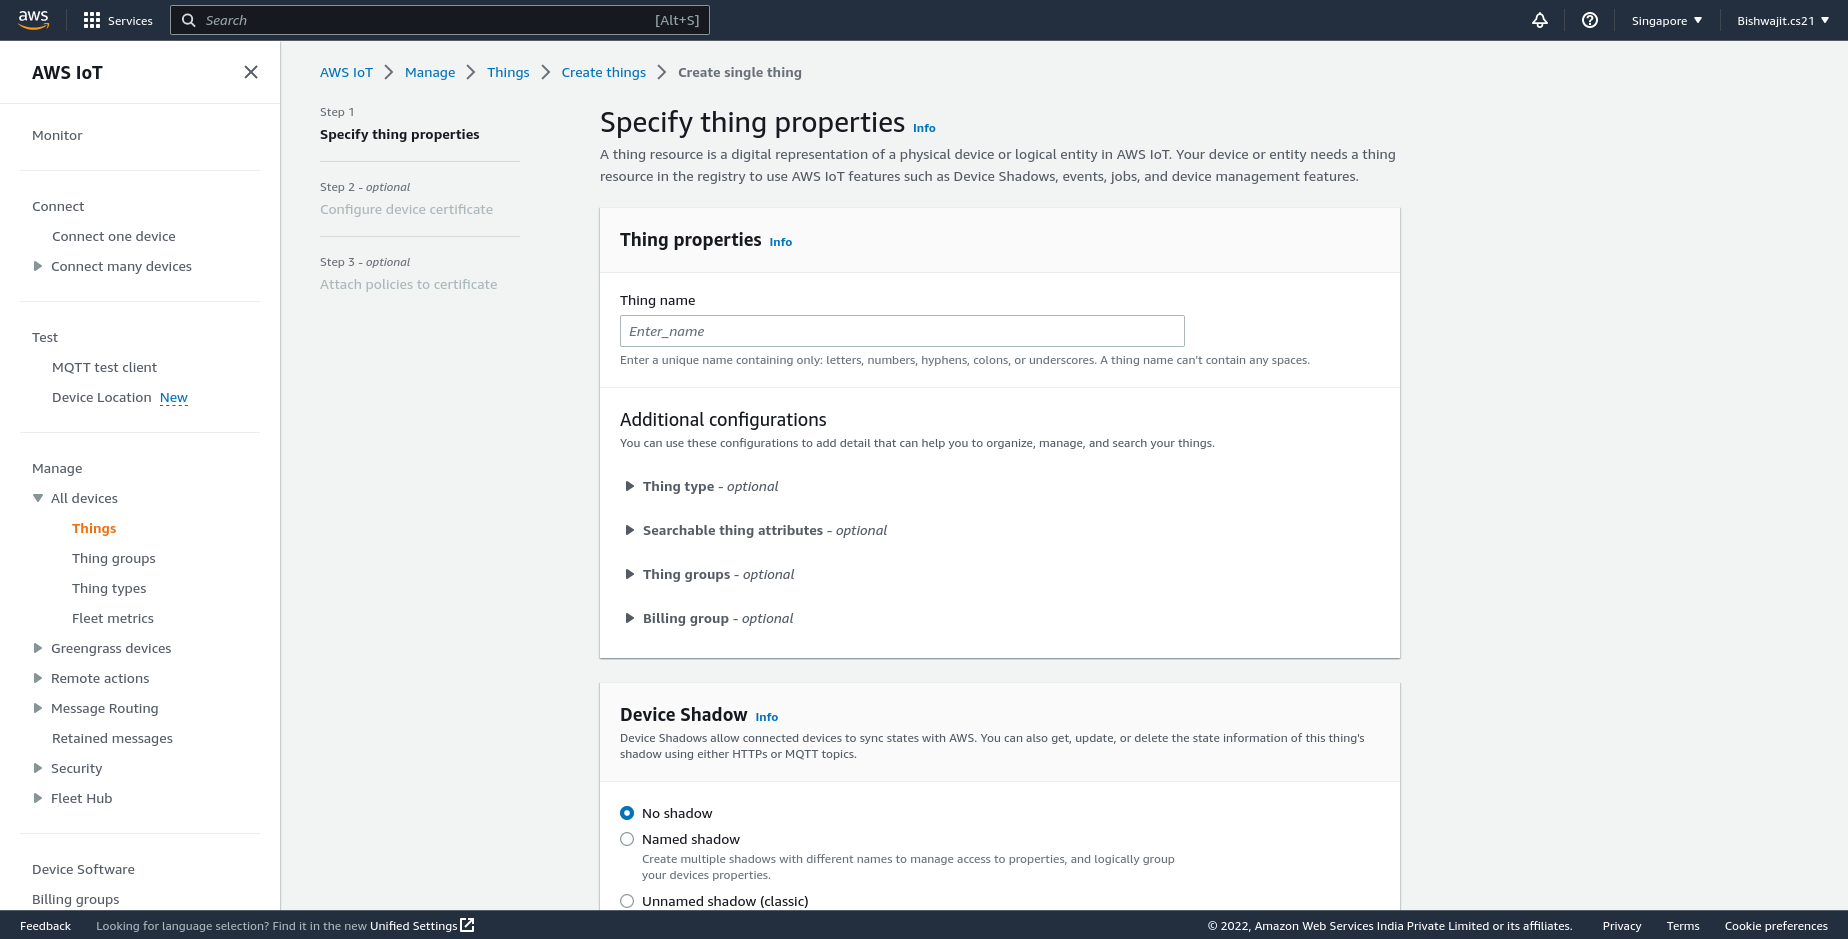 aws
Services
Search
[Alt+S]
Singapore
Bishwajit.cs21
AWS IoT
Monitor
Connect
Connect one device
Connect many devices
Test
MQTT test client
Device Location New
Manage
All devices
Things
Thing groups
Thing types
Fleet metrics
Greengrass devices
Remote actions
Message Routing
Retained messages
Security
Fleet Hub
Device Software
Billing groups
AWS IoT
Manage
Things
Create things
Create single thing
Step 1
Specify thing properties
Step 2 - optional
Configure device certificate
Step 3 - optional
Attach policies to certificate
Specify thing properties Info
A thing resource is a digital representation of a physical device or logical entity in AWS IoT. Your device or entity needs a thing
resource in the registry to use AWS IoT features such as Device Shadows, events, jobs, and device management features.
Thing properties Info
Thing name
Enter_name
Enter a unique name containing only: letters, numbers, hyphens, colons, or underscores. A thing name can't contain any spaces.
Additional configurations
You can use these configurations to add detail that can help you to organize, manage, and search your things.
Thing type - optional
Searchable thing attributes - optional
Thing groups - optional
Billing group - optional
Device Shadow Info
Device Shadows allow connected devices to sync states with AWS. You can also get, update, or delete the state information of this thing's
shadow using either HTTPs or MQTT topics.
No shadow
Named shadow
Create multiple shadows with different names to manage access to properties, and logically group
your devices properties.
Unnamed shadow (classic)
Feedback
Looking for language selection? Find it in the new Unified Settings
© 2022, Amazon Web Services India Private Limited or its affiliates.
Privacy
Terms
Cookie preferences